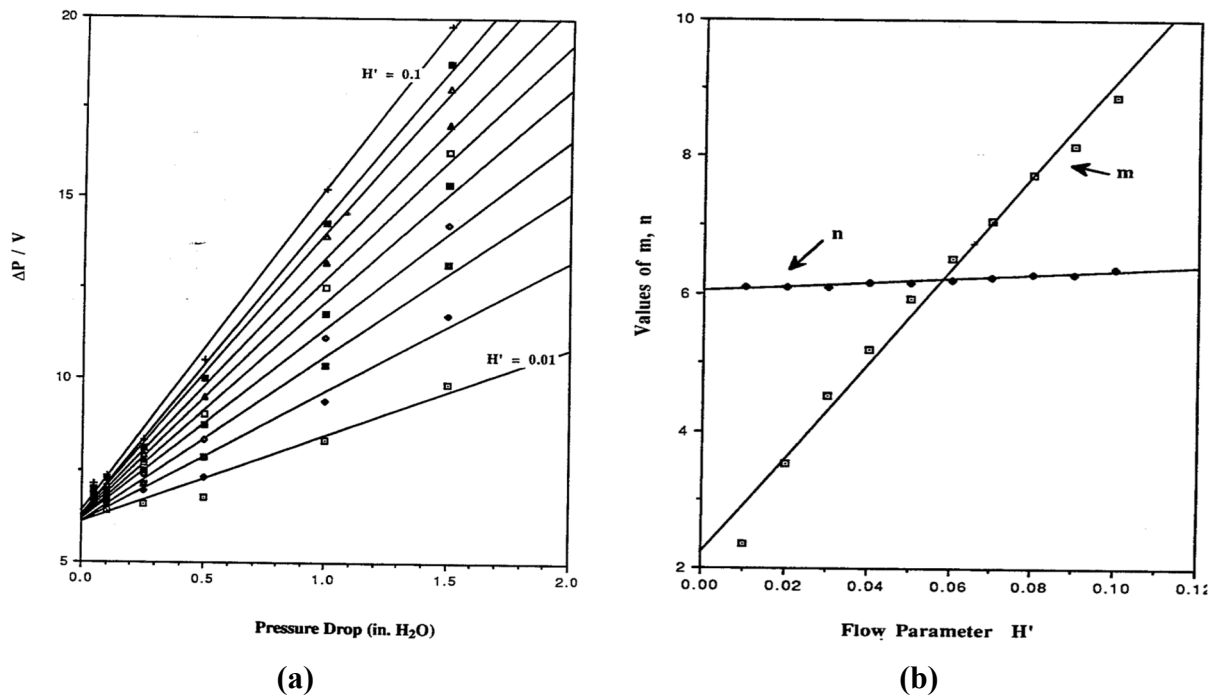 20
15
10
5
ΔP / V
H' = 0.1
H' = 0.01
0.0 0.5 1.0 1.5 2.0
Pressure Drop (in. H₂O)
(a)
10
8
6
4
2
Values of m, n
m
n
0.00 0.02 0.04 0.06 0.08 0.10 0.12
Flow Parameter H'
(b)